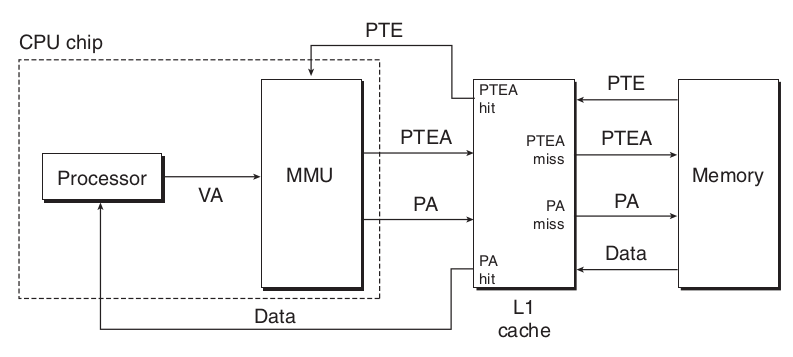 PTE
CPU chip
PTEA
hit
PTE
PTEA
PTEA
miss
PTEA
Processor
MMU
Memory
VA
PA
PA
miss
PA
PA
hit
Data
Data
L1
cache